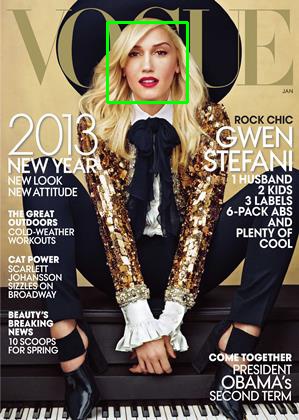 VOGUE
JAN
2013
NEW YEAR
NEW LOOK
NEW ATTITUDE
THE GREAT
OUTDOORS
COLD-WEATHER
WORKOUTS
CAT POWER
SCARLETT
JOHANSSON
SIZZLES ON
BROADWAY
BEAUTY'S
BREAKING
NEWS
10 SCOOPS
FOR SPRING
ROCK CHIC
GWEN
STEFANI
1 HUSBAND
2 KIDS
3 LABELS
6-PACK ABS
AND
PLENTY OF
COOL
COME TOGETHER
PRESIDENT
OBAMA'S
SECOND TERM